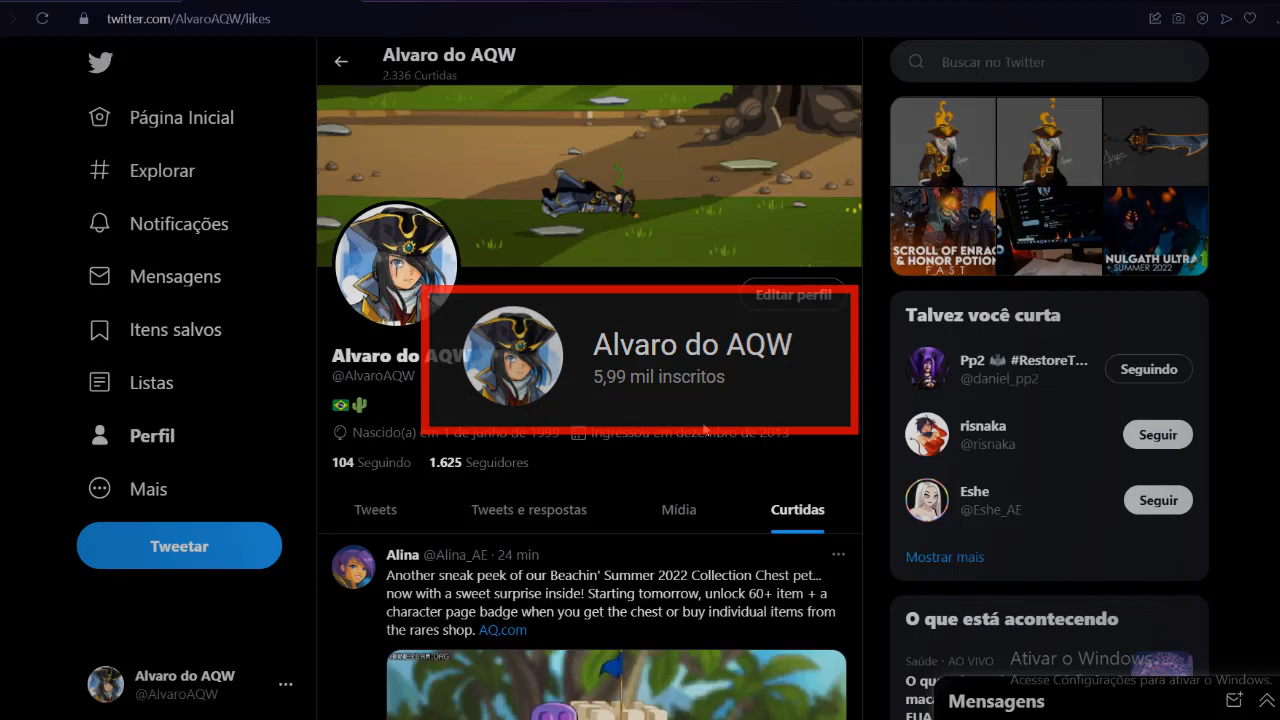 twitter.com/AlvaroAQW/likes
Página Inicial
Explorar
Notificações
Mensagens
Itens salvos
Listas
Perfil
Mais
Tweetar
Alvaro do AQW
@AlvaroAQW
Alvaro do AQW
2.336 Curtidas
Editar perfil
Alvaro do AQW
@AlvaroAQW
Alvaro do AQW
5,99 mil inscritos
Nascido(a) em 1 de junho de 1999 Ingressou em dezembro de 2013
104 Seguindo 1.625 Seguidores
Tweets Tweets e respostas Mídia Curtidas
Alina @Alina_AE · 24 min
Another sneak peek of our Beachin' Summer 2022 Collection Chest pet...
now with a sweet surprise inside! Starting tomorrow, unlock 60+ item + a
character page badge when you get the chest or buy individual items from
the rares shop. AQ.com
Buscar no Twitter
SCROLL OF ENRAG
& HONOR POTION
FAST
NULGATH ULTRA
+ SUMMER 2022
Talvez você curta
Pp2 #RestoreT...
@daniel_pp2
Seguindo
risnaka
@risnaka
Seguir
Eshe
@Eshe_AE
Seguir
Mostrar mais
O que está acontecendo
Saúde · AO VIVO
Ativar o Windows
Acesse Configurações para ativar o Windows.
Mensagens